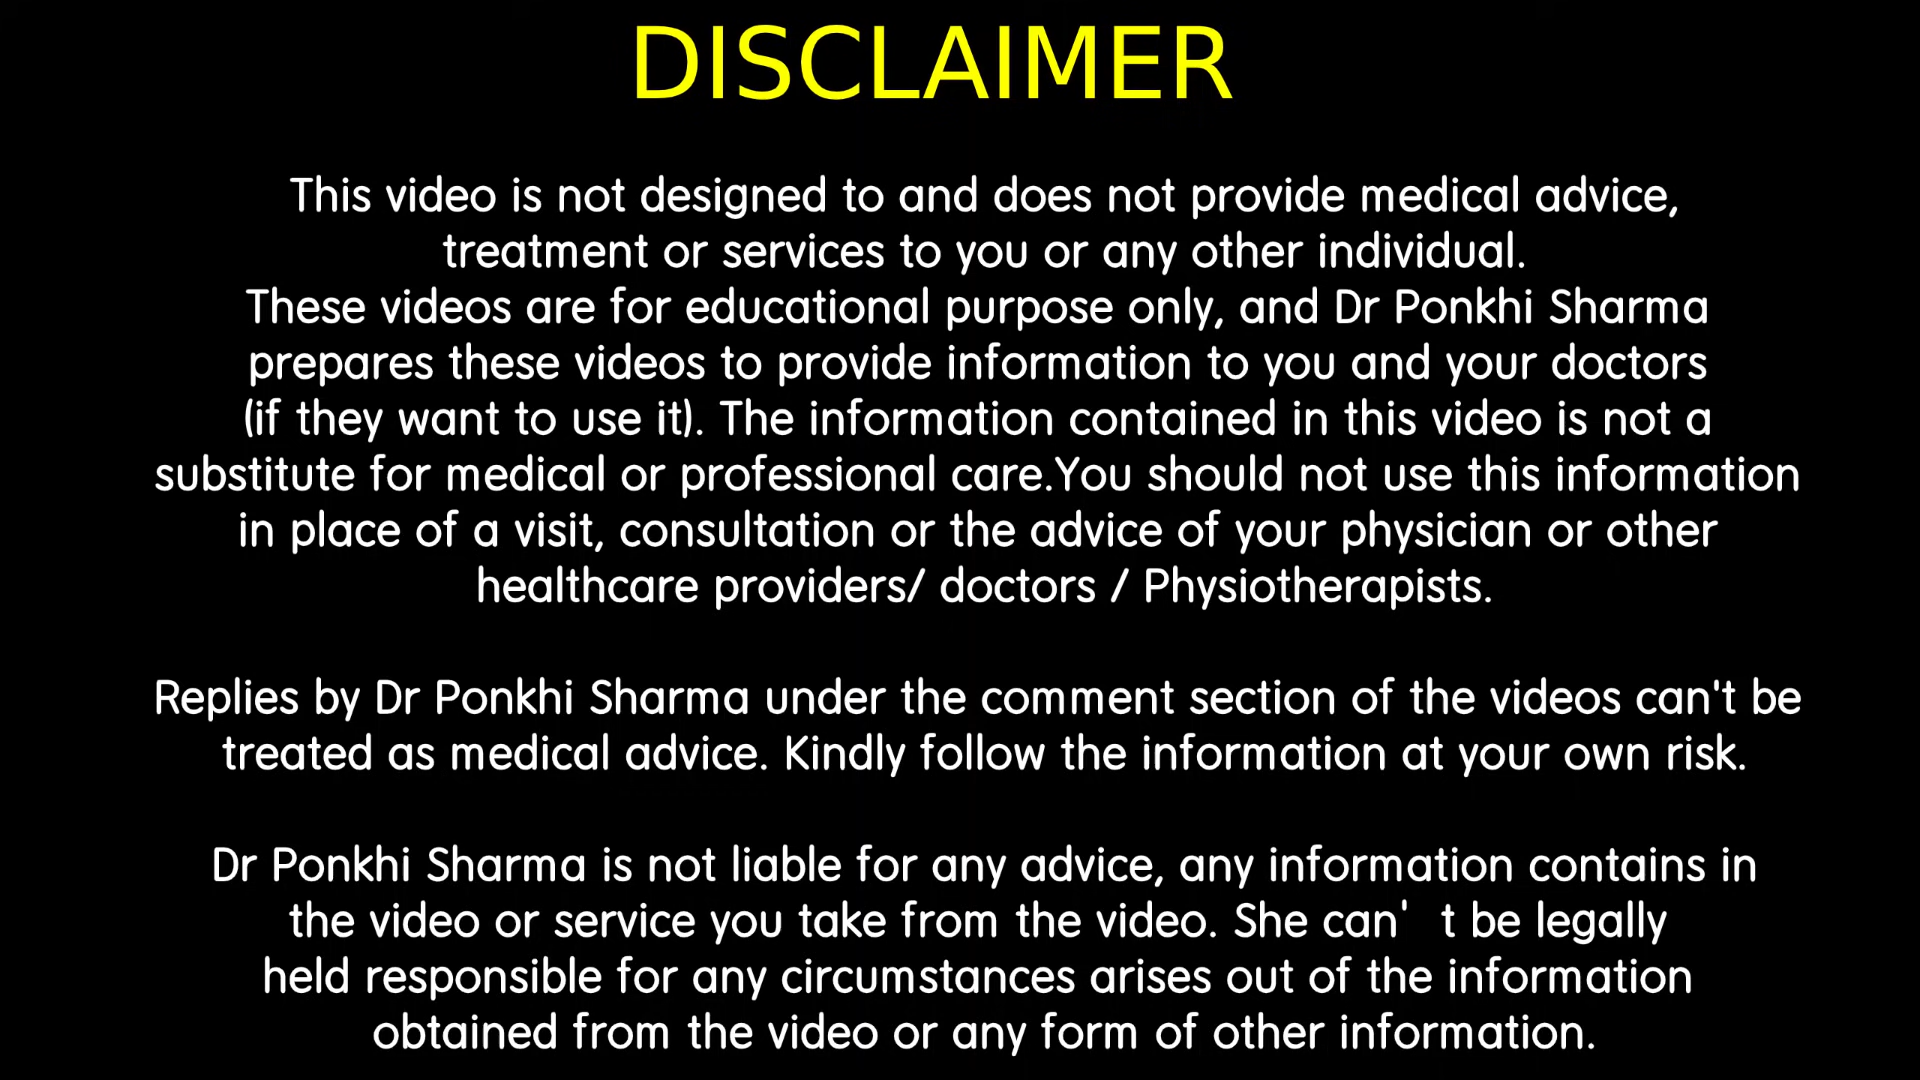 DISCLAIMER
This video is not designed to and does not provide medical advice,
treatment or services to you or any other individual.
These videos are for educational purpose only, and Dr Ponkhi Sharma
prepares these videos to provide information to you and your doctors
(if they want to use it). The information contained in this video is not a
substitute for medical or professional care.You should not use this information
in place of a visit, consultation or the advice of your physician or other
healthcare providers/ doctors / Physiotherapists.
Replies by Dr Ponkhi Sharma under the comment section of the videos can't be
treated as medical advice. Kindly follow the information at your own risk.
Dr Ponkhi Sharma is not liable for any advice, any information contains in
the video or service you take from the video. She can' t be legally
held responsible for any circumstances arises out of the information
obtained from the video or any form of other information.